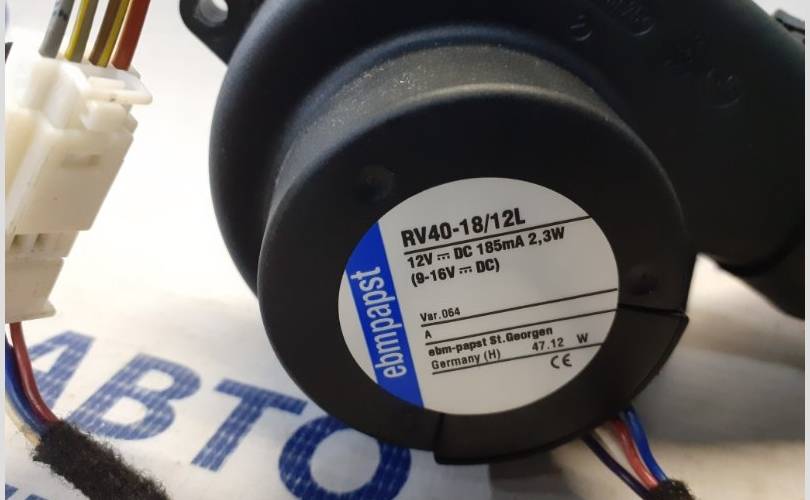 RV40-18/12L
12V ⎓ DC 185mA 2,3W
(9-16V ⎓ DC)
Var.064
A
ebm-papst St.Georgen
Germany (H) 47.12 W
CE
ebmpapst
АВТО
2